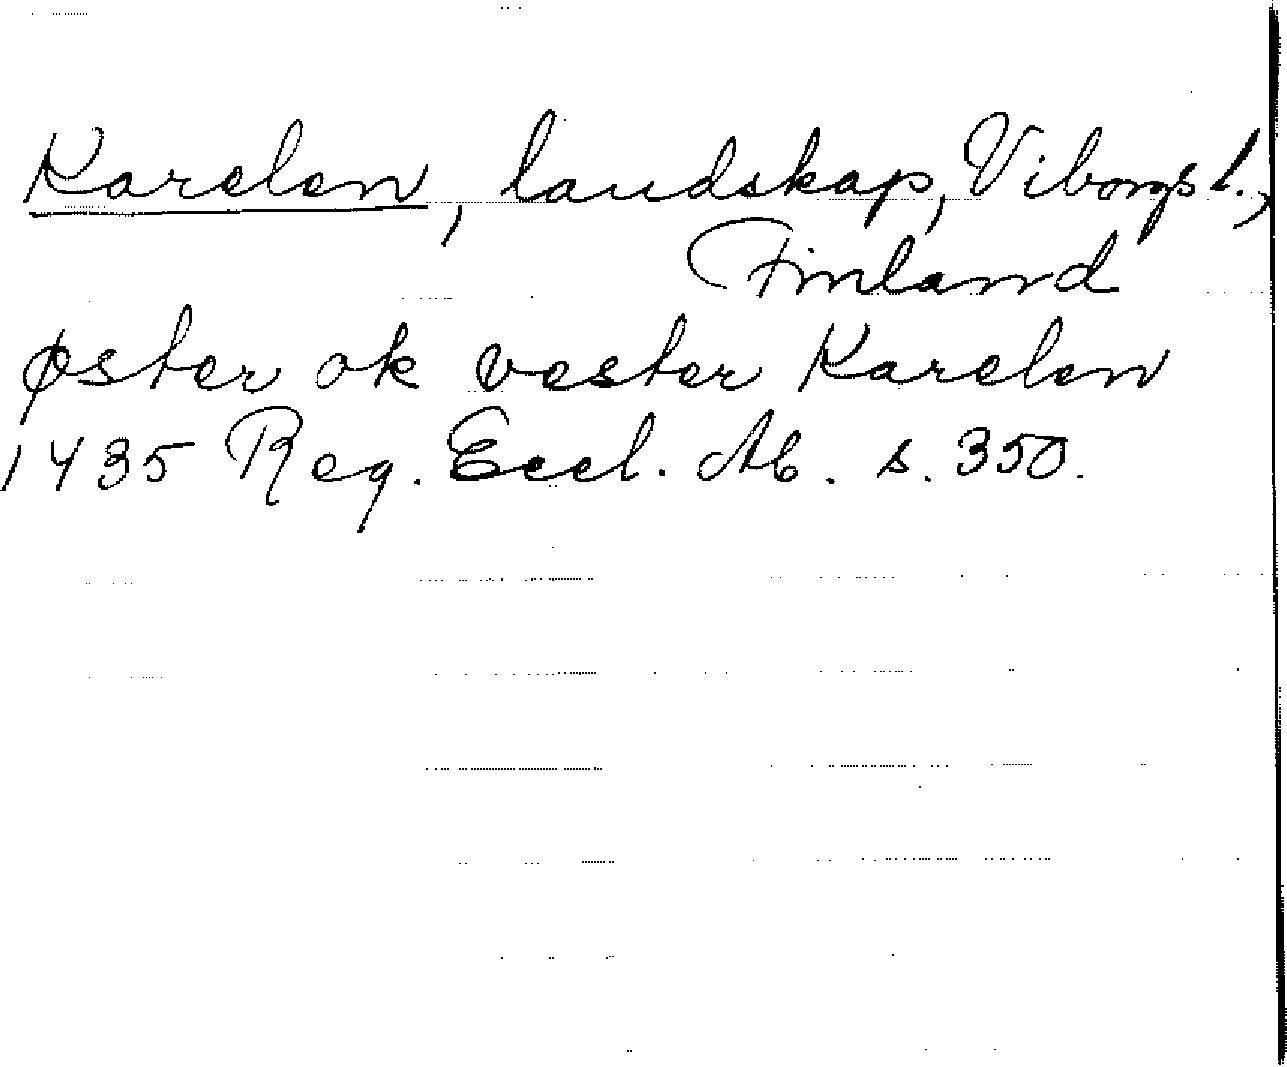 Karelen, landskap, Viborgs l.,
Finland
øster ok vester Karelen
1435 Reg. Eccl. Ab. s. 350.